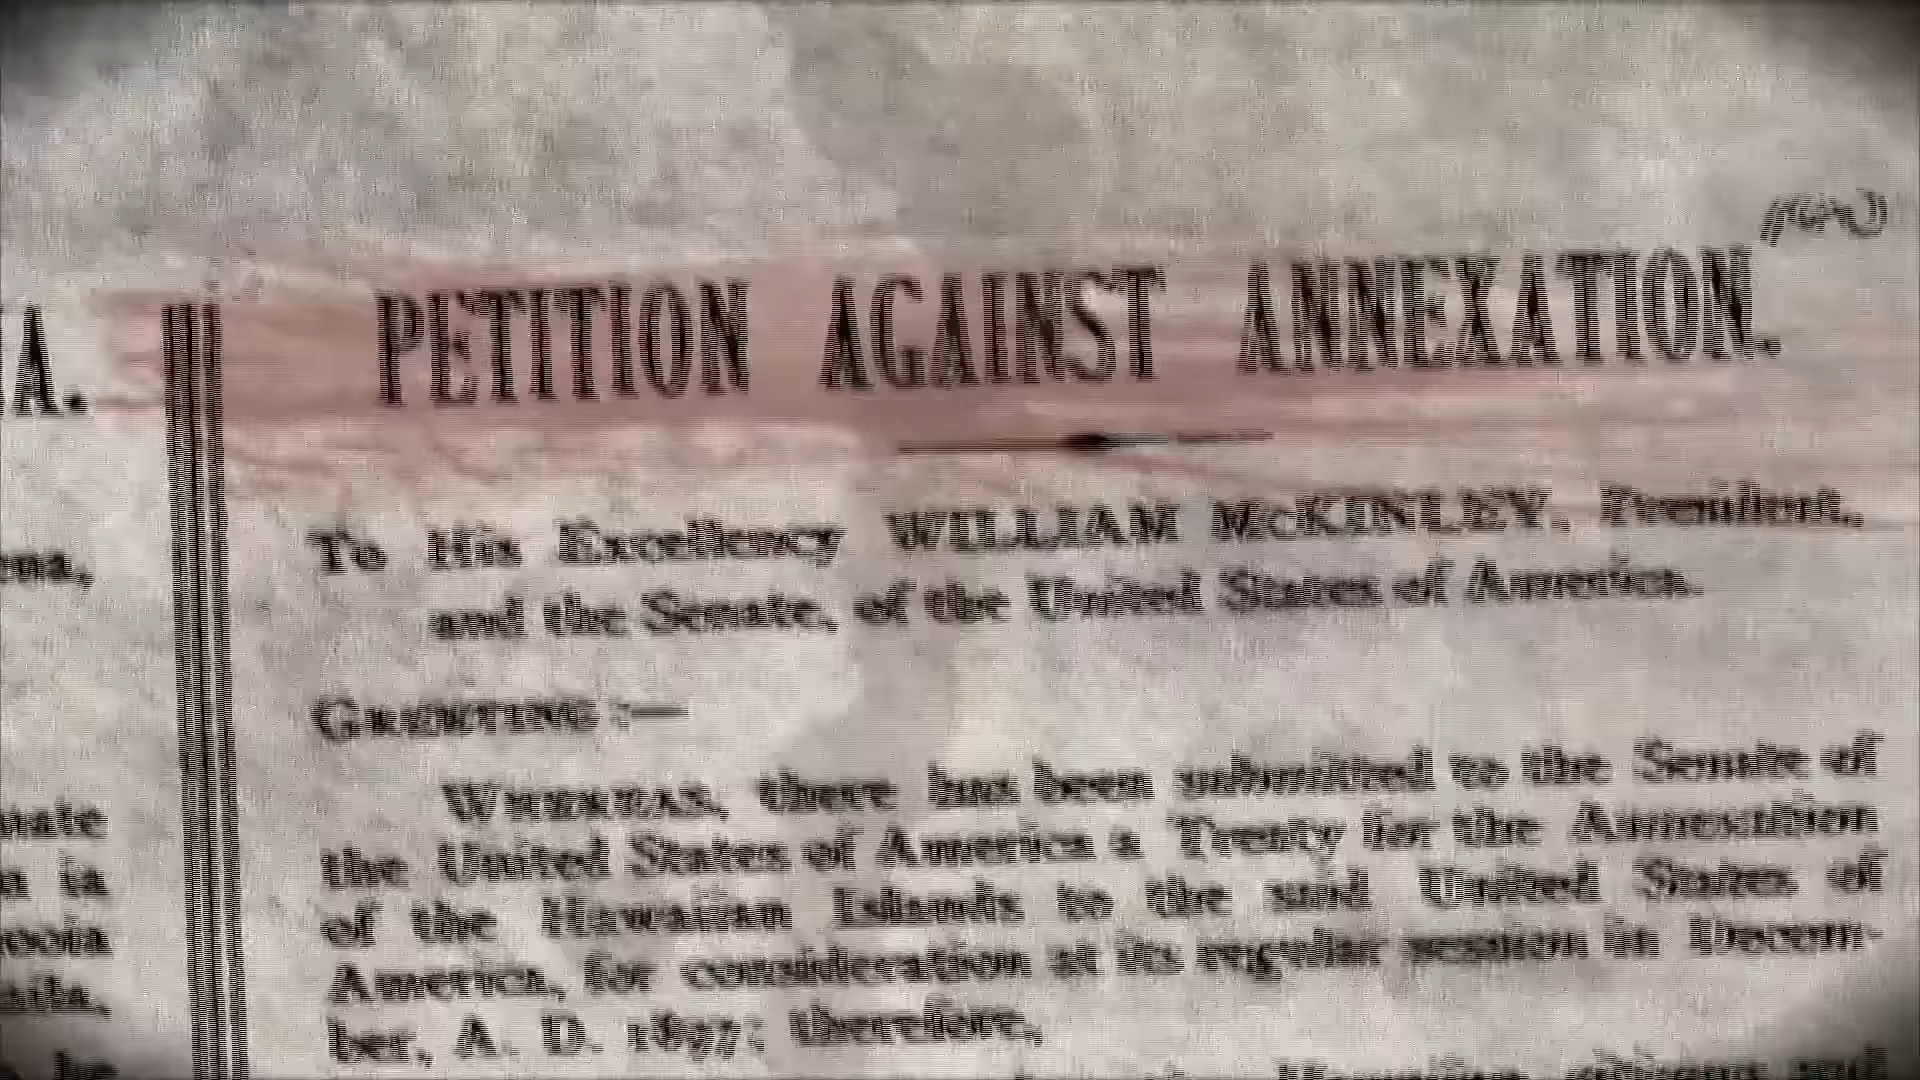 A. PETITION AGAINST ANNEXATION.
To His Excellency WILLIAM McKINLEY, President,
and the Senate, of the United States of America.
GREETING:—
WHEREAS, there has been submitted to the Senate of
the United States of America a Treaty for the Annexation
of the Hawaiian Islands to the said United States of
America, for consideration at its regular session in Decem-
ber, A. D. 1897; therefore,